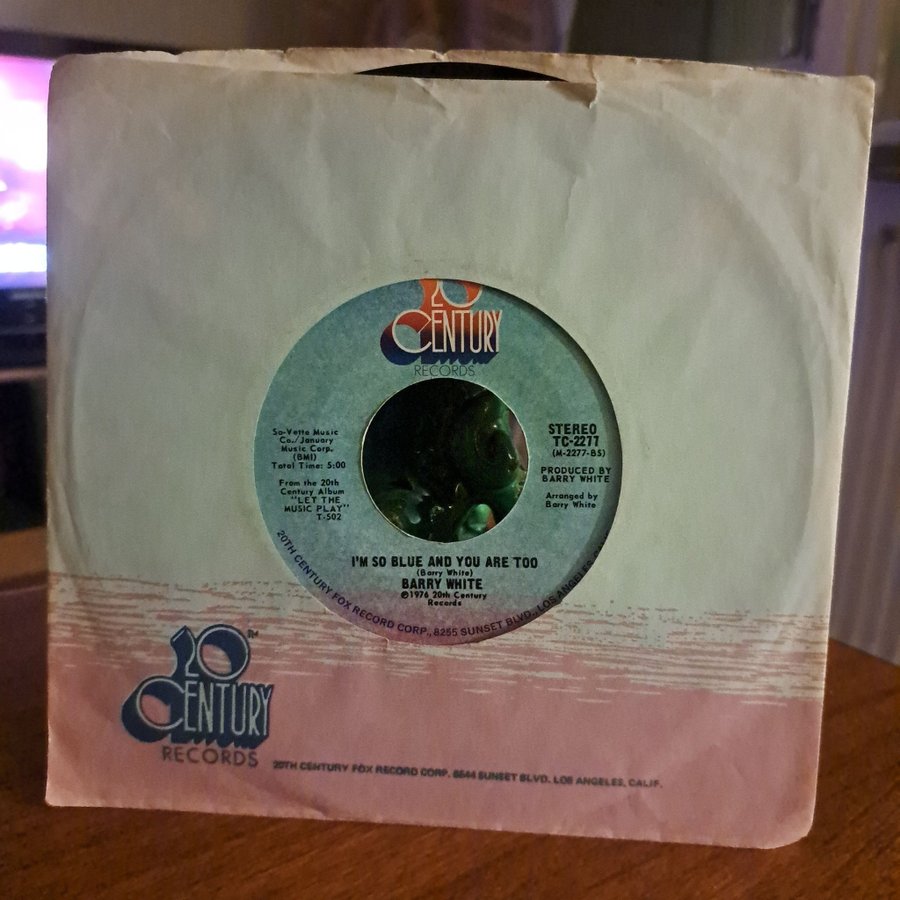 20
CENTURY
RECORDS
So-Vette Music
Co./January
Music Corp.
(BMI)
Total Time: 5:00
From the 20th
Century Album
"LET THE
MUSIC PLAY"
T-502
STEREO
TC-2277
(M-2277-BS)
PRODUCED BY
BARRY WHITE
Arranged by
Barry White
I'M SO BLUE AND YOU ARE TOO
(Barry White)
BARRY WHITE
℗1976 20th Century
Records
20TH CENTURY FOX RECORD CORP., 8255 SUNSET BLVD., LOS ANGELES
20™
CENTURY
RECORDS
20TH CENTURY FOX RECORD CORP. 8544 SUNSET BLVD. LOS ANGELES, CALIF.